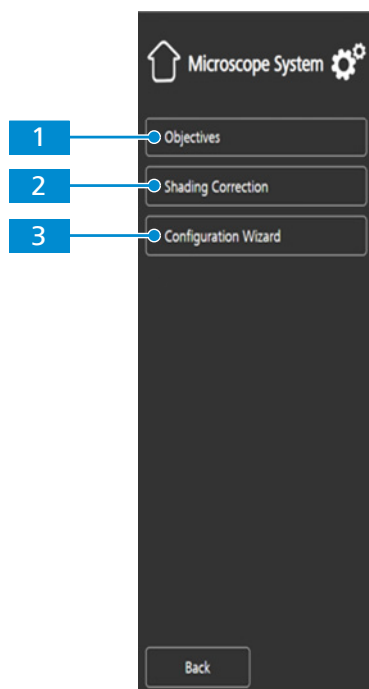 Microscope System
1
Objectives
2
Shading Correction
3
Configuration Wizard
Back